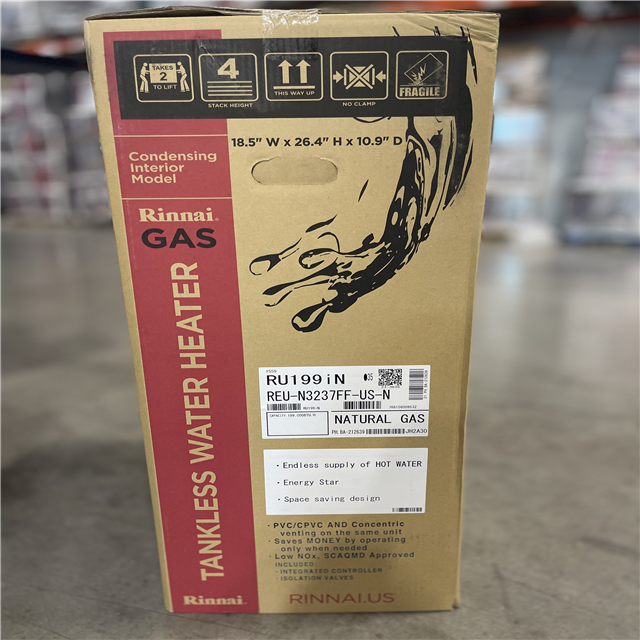 TAKES
2
TO LIFT
4
STACK HEIGHT
THIS WAY UP
NO CLAMP
FRAGILE
18.5" W x 26.4" H x 10.9" D
Condensing
Interior
Model
Rinnai
GAS
TANKLESS WATER HEATER
RU199iN
REU-N3237FF-US-N
NATURAL GAS
JH2A30
· Endless supply of HOT WATER
· Energy Star
· Space saving design
· PVC/CPVC AND Concentric
venting on the same unit
· Saves MONEY by operating
only when needed
· Low NOx, SCAQMD Approved
INCLUDED:
· INTEGRATED CONTROLLER
· ISOLATION VALVES
Rinnai
RINNAI.US